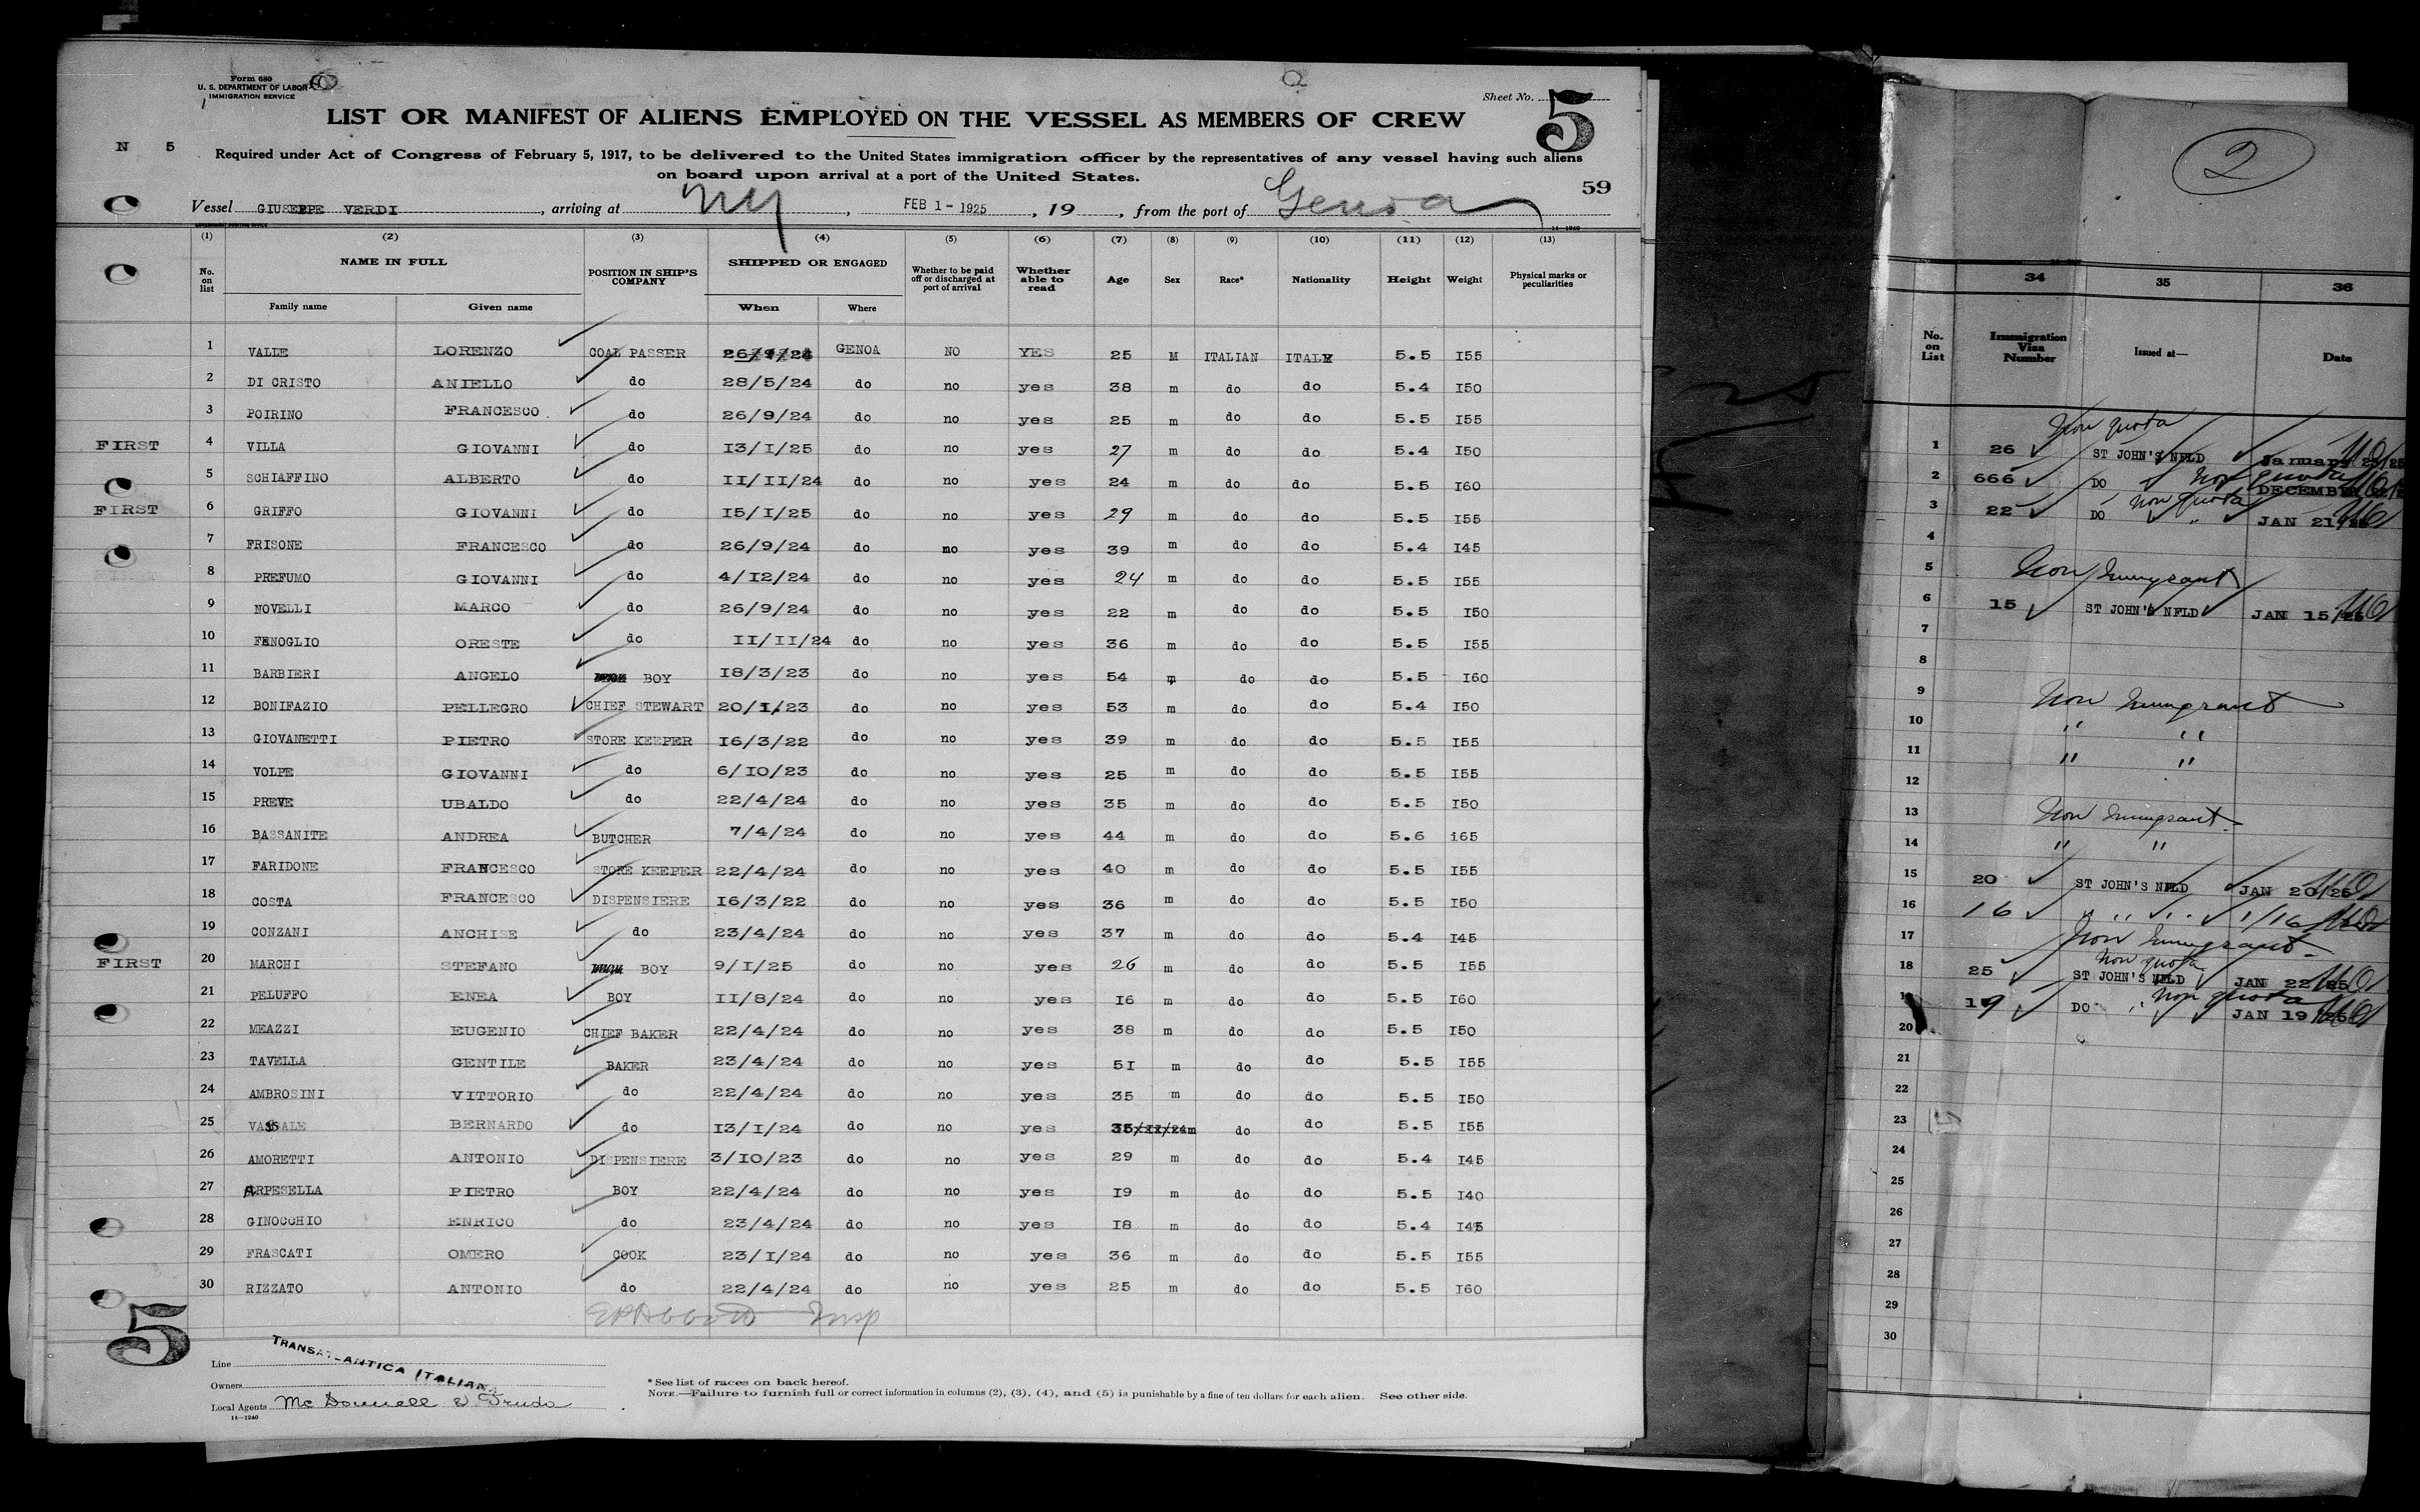 Form 680
U. S. DEPARTMENT OF LABOR
IMMIGRATION SERVICE
Sheet No. 5
LIST OR MANIFEST OF ALIENS EMPLOYED ON THE VESSEL AS MEMBERS OF CREW
N 5
Required under Act of Congress of February 5, 1917, to be delivered to the United States immigration officer by the representatives of any vessel having such aliens
on board upon arrival at a port of the United States.
59
Vessel GIUSEPPE VERDI, arriving at NY, FEB 1 - 1925, 19, from the port of Genoa
(1) (2) (3) (4) (5) (6) (7) (8) (9) (10) (11) (12) (13)
No. on list NAME IN FULL POSITION IN SHIP'S COMPANY SHIPPED OR ENGAGED Whether to be paid off or discharged at port of arrival Whether able to read Age Sex Race* Nationality Height Weight Physical marks or peculiarities
Family name Given name When Where
1 VALLE LORENZO COAL PASSER 26/9/24 GENOA NO YES 25 M ITALIAN ITALY 5.5 I55
2 DI CRISTO ANIELLO do 28/5/24 do no yes 38 m do do 5.4 I50
3 POIRINO FRANCESCO do 26/9/24 do no yes 25 m do do 5.5 I55
FIRST 4 VILLA GIOVANNI do I3/I/25 do no yes 27 m do do 5.4 I50
5 SCHIAFFINO ALBERTO do II/II/24 do no yes 24 m do do 5.5 I60
FIRST 6 GRIFFO GIOVANNI do I5/I/25 do no yes 29 m do do 5.5 I55
7 FRISONE FRANCESCO do 26/9/24 do no yes 39 m do do 5.4 I45
8 PREFUMO GIOVANNI do 4/I2/24 do no yes 24 m do do 5.5 I55
9 NOVELLI MARCO do 26/9/24 do no yes 22 m do do 5.5 I50
10 FENOGLIO ORESTE do II/II/24 do no yes 36 m do do 5.5 I55
11 BARBIERI ANGELO BOY I8/3/23 do no yes 54 m do do 5.5 I60
12 BONIFAZIO PELLEGRO CHIEF STEWART 20/I/23 do no yes 53 m do do 5.4 I50
13 GIOVANETTI PIETRO STORE KEEPER I6/3/22 do no yes 39 m do do 5.5 I55
14 VOLPE GIOVANNI do 6/I0/23 do no yes 25 m do do 5.5 I55
15 PREVE UBALDO do 22/4/24 do no yes 35 m do do 5.5 I50
16 BASSANITE ANDREA BUTCHER 7/4/24 do no yes 44 m do do 5.6 i65
17 FARIDONE FRANCESCO STORE KEEPER 22/4/24 do no yes 40 m do do 5.5 I55
18 COSTA FRANCESCO DISPENSIERE I6/3/22 do no yes 36 m do do 5.5 I50
19 CONZANI ANCHISE do 23/4/24 do no yes 37 m do do 5.4 I45
FIRST 20 MARCHI STEFANO BOY 9/I/25 do no yes 26 m do do 5.5 I55
21 PELUFFO ENEA BOY II/8/24 do no yes I6 m do do 5.5 I60
22 MEAZZI EUGENIO CHIEF BAKER 22/4/24 do no yes 38 m do do 5.5 I50
23 TAVELLA GENTILE BAKER 23/4/24 do no yes 5I m do do 5.5 I55
24 AMBROSINI VITTORIO do 22/4/24 do no yes 35 m do do 5.5 I50
25 VASSALE BERNARDO do I3/I/24 do no yes 35/II/24m do do 5.5 I55
26 AMORETTI ANTONIO DISPENSIERE 3/I0/23 do no yes 29 m do do 5.4 I45
27 ARPESELLA PIETRO BOY 22/4/24 do no yes I9 m do do 5.5 I40
28 GINOCCHIO ENRICO do 23/4/24 do no yes I8 m do do 5.4 I45
29 FRASCATI OMERO COOK 23/I/24 do no yes 36 m do do 5.5 I55
30 RIZZATO ANTONIO do 22/4/24 do no yes 25 m do do 5.5 I60
Insp
5
Line TRANSATLANTICA ITALIANA
Owners
Local Agents McDonnell & Truda
14—1240
* See list of races on back hereof.
NOTE.—Failure to furnish full or correct information in columns (2), (3), (4), and (5) is punishable by a fine of ten dollars for each alien. See other side.
2
34 35 36
No. on List Immigration Visa Number Issued at— Date
Non quota
1 26 ST JOHN'S NFLD January 23/25
2 666 DO Non quota DECEMBER
3 22 DO Non quota JAN 21/25
4
5 Non Immigrant
6 15 ST JOHN'S NFLD JAN 15/25
7
8
9 Non Immigrant
10 " "
11 " "
12
13 Non Immigrant
14 " "
15 20 ST JOHN'S NFLD JAN 20/25
16 16 " " " " 1/16
17 Non Immigrant
Non quota
18 25 ST JOHN'S NFLD JAN 22/25
19 19 DO Non quota JAN 19/25
20
21
22
23
24
25
26
27
28
29
30